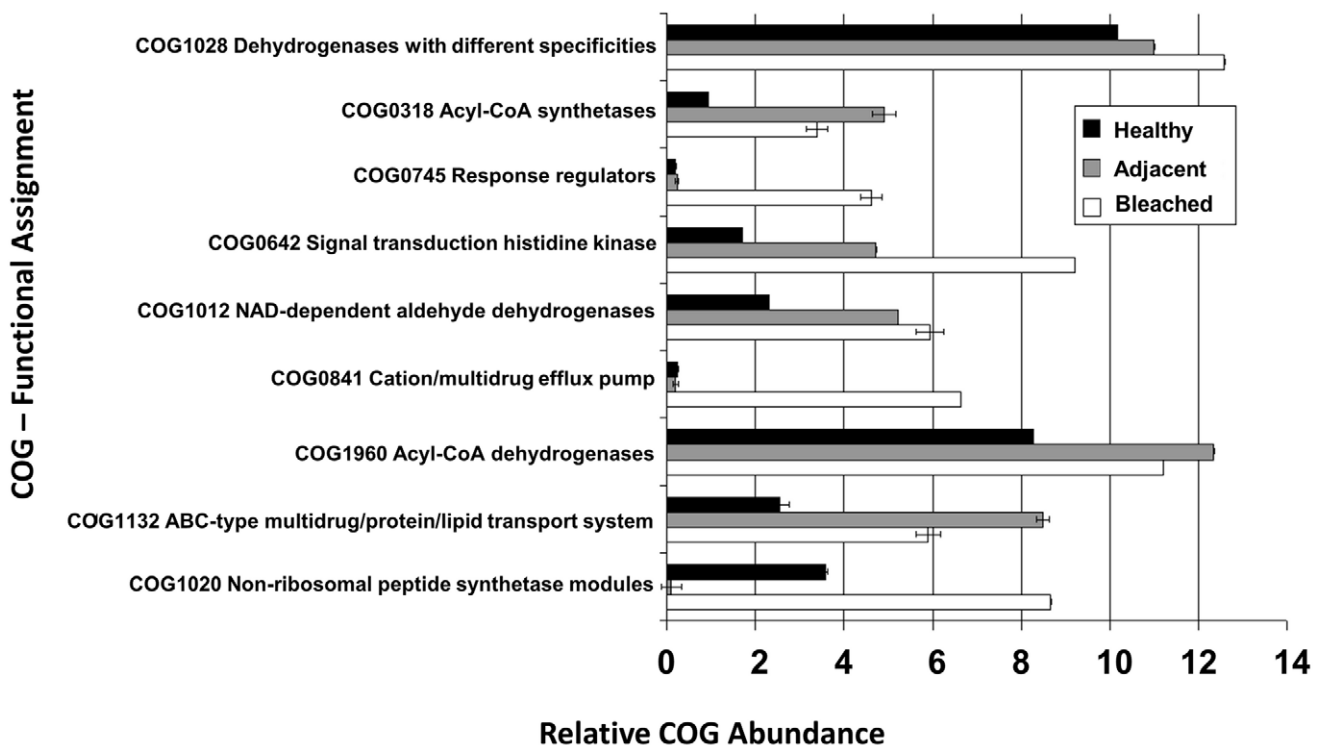 COG – Functional Assignment
COG1028 Dehydrogenases with different specificities
COG0318 Acyl-CoA synthetases
COG0745 Response regulators
COG0642 Signal transduction histidine kinase
COG1012 NAD-dependent aldehyde dehydrogenases
COG0841 Cation/multidrug efflux pump
COG1960 Acyl-CoA dehydrogenases
COG1132 ABC-type multidrug/protein/lipid transport system
COG1020 Non-ribosomal peptide synthetase modules
Healthy
Adjacent
Bleached
0 2 4 6 8 10 12 14
Relative COG Abundance